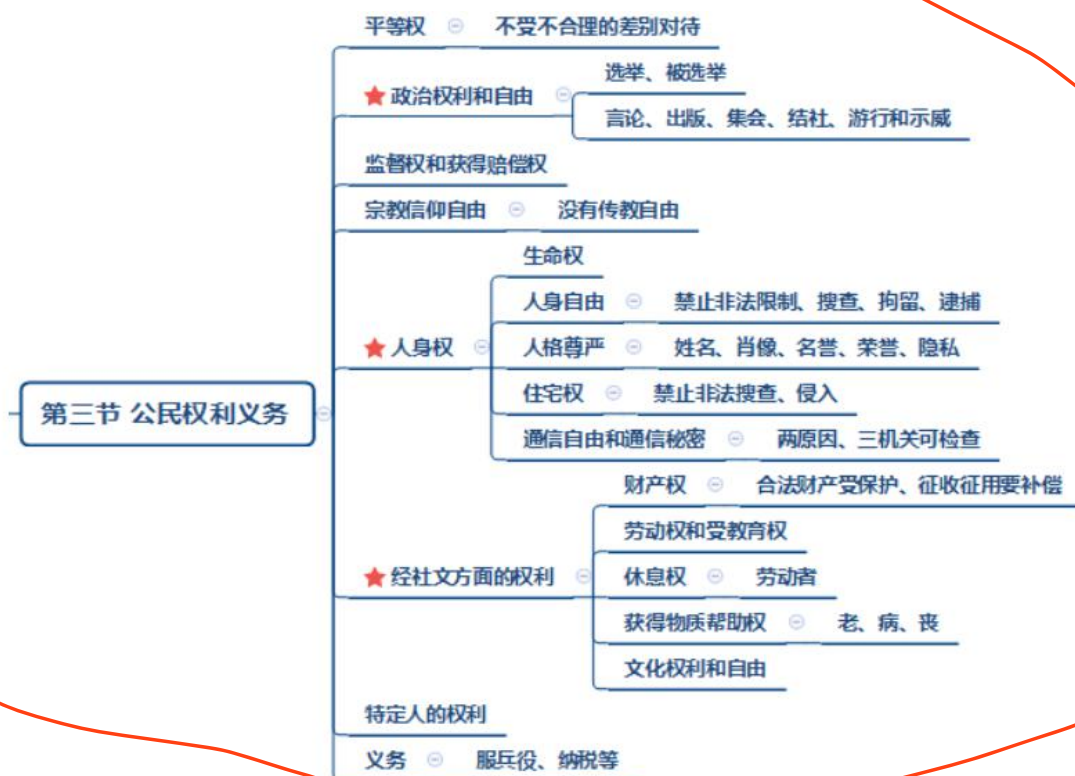 平等权 不受不合理的差别对待
政治权利和自由
选举、被选举
言论、出版、集会、结社、游行和示威
监督权和获得赔偿权
宗教信仰自由 没有传教自由
生命权
人身自由 禁止非法限制、搜查、拘留、逮捕
人身权
人格尊严 姓名、肖像、名誉、荣誉、隐私
住宅权 禁止非法搜查、侵入
第三节 公民权利义务
通信自由和通信秘密 两原因、三机关可检查
财产权 合法财产受保护、征收征用要补偿
劳动权和受教育权
经社文方面的权利
休息权 劳动者
获得物质帮助权 老、病、丧
文化权利和自由
特定人的权利
义务 服兵役、纳税等